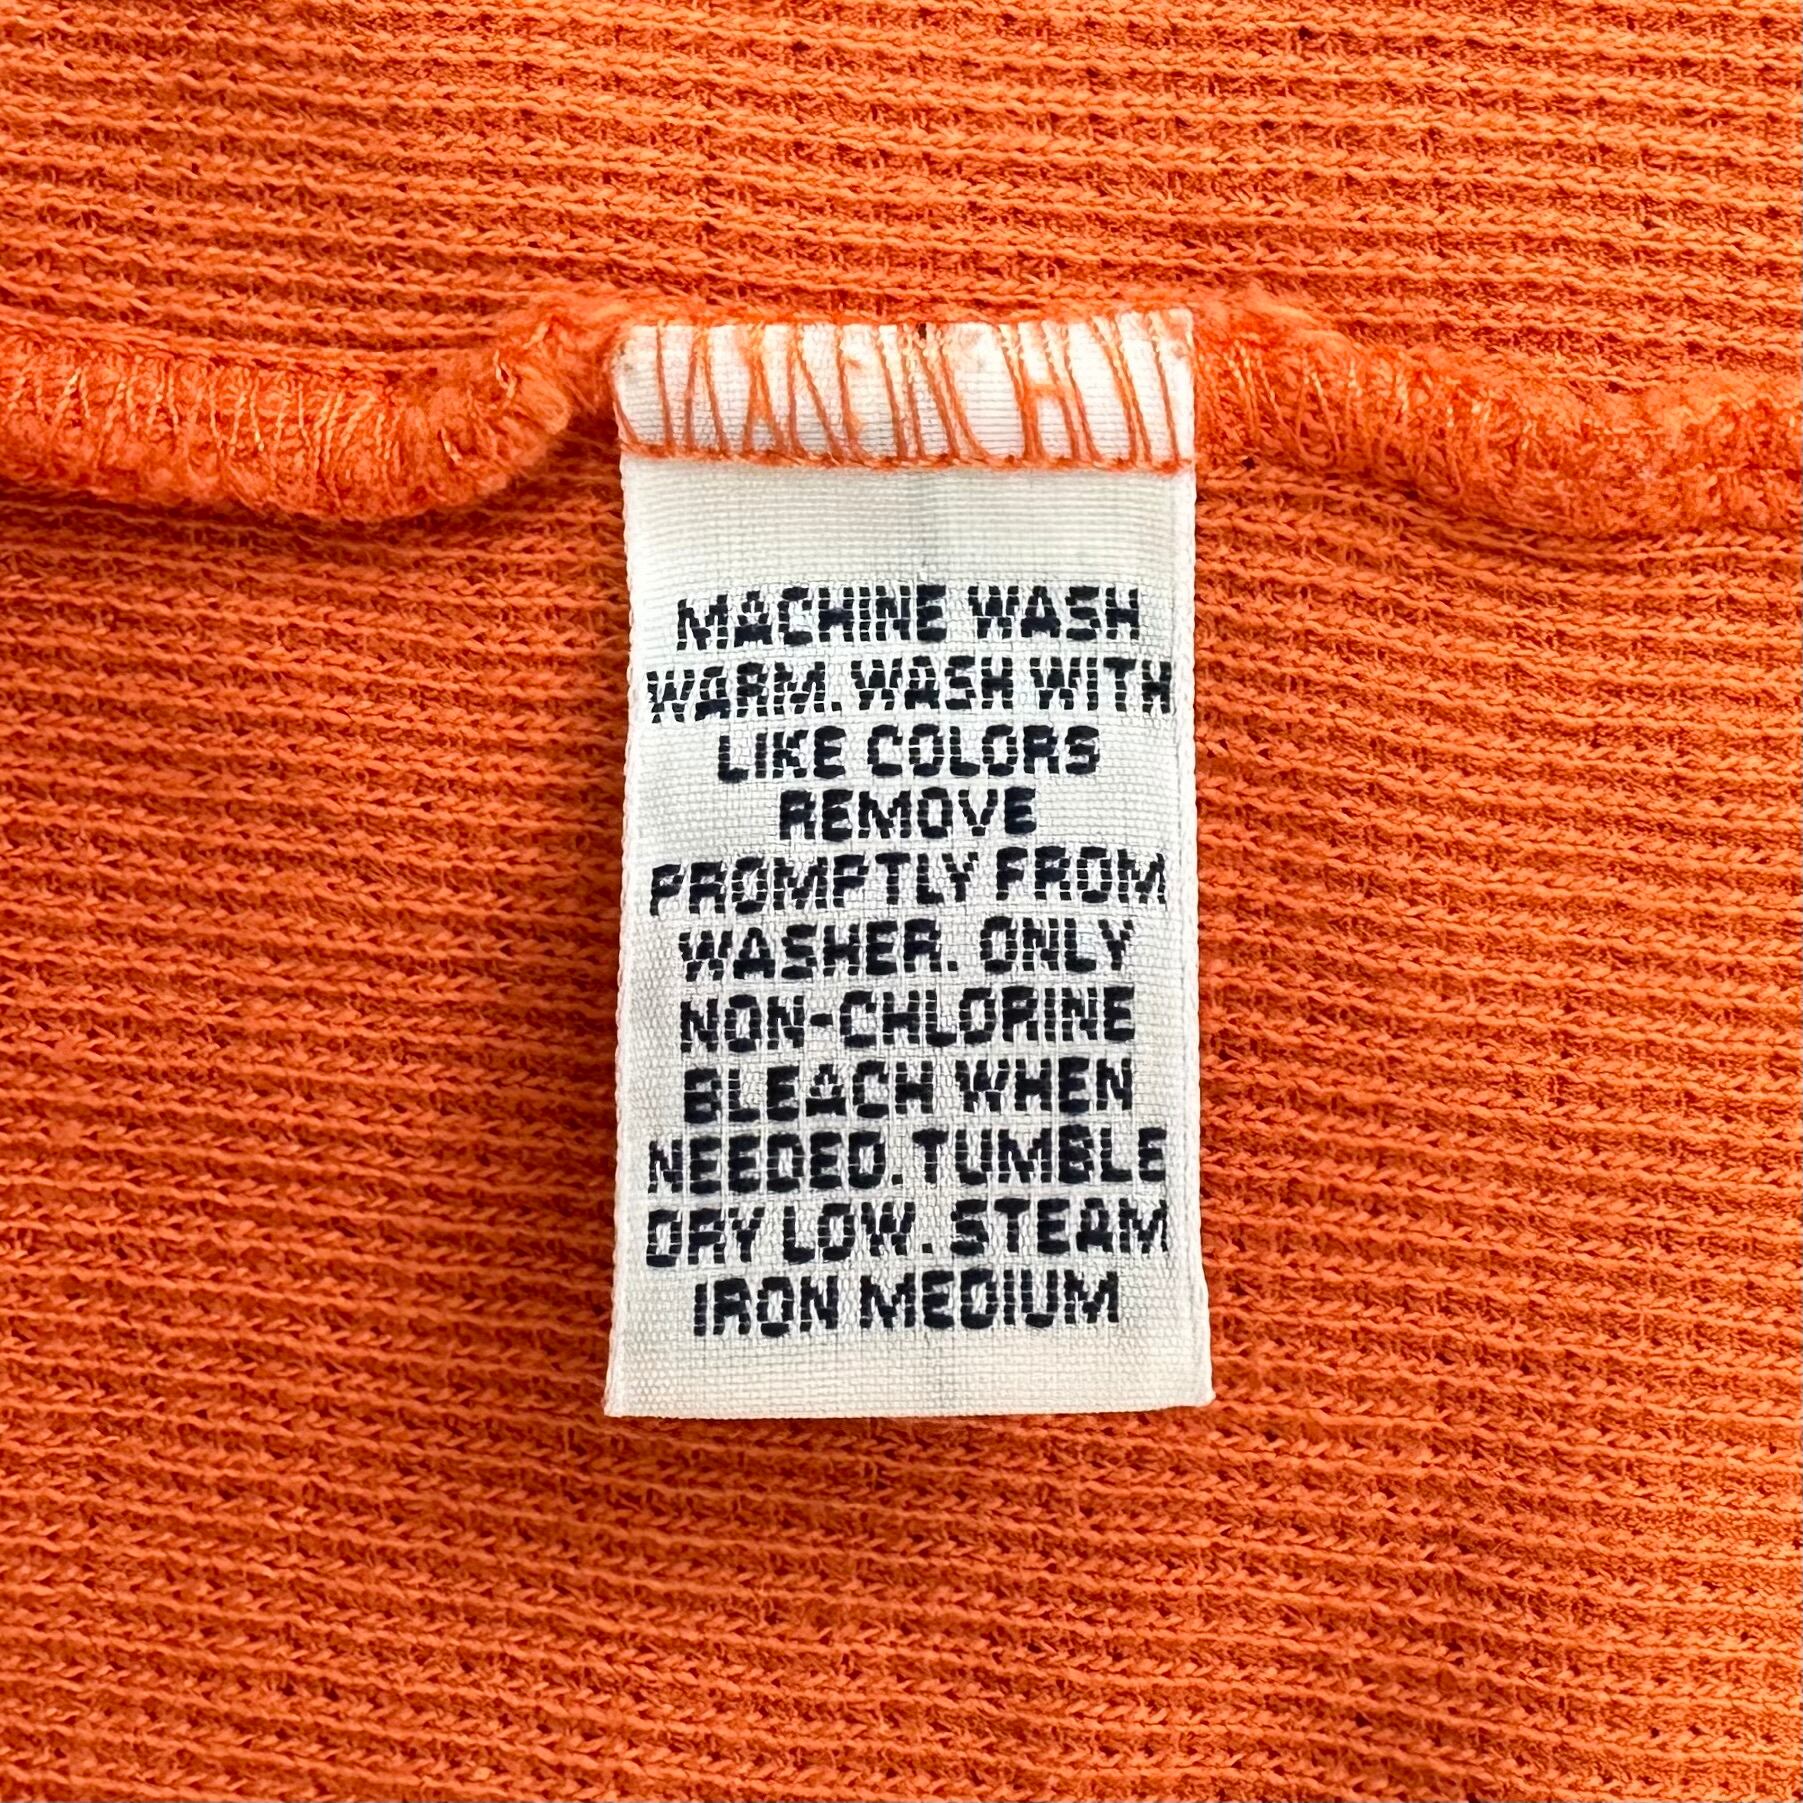 MACHINE WASH
WARM. WASH WITH
LIKE COLORS
REMOVE
PROMPTLY FROM
WASHER. ONLY
NON-CHLORINE
BLEACH WHEN
NEEDED. TUMBLE
DRY LOW. STEAM
IRON MEDIUM